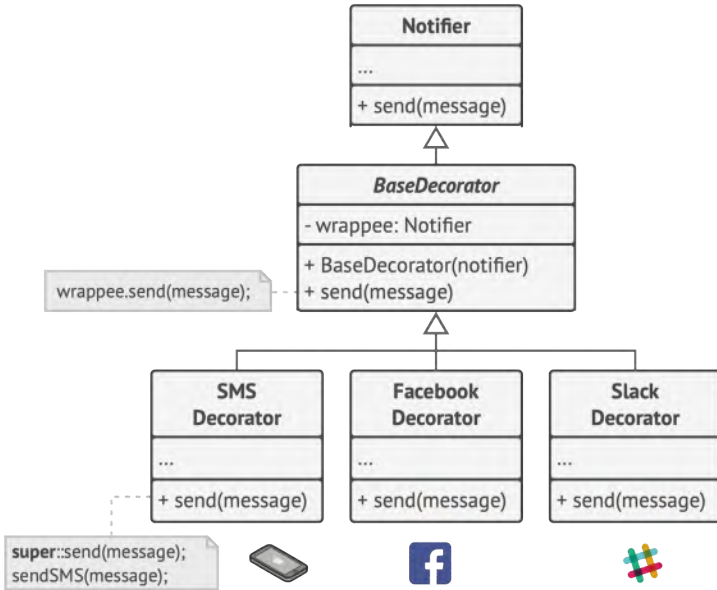 Notifier
...
+ send(message)
BaseDecorator
- wrappee: Notifier
+ BaseDecorator(notifier)
+ send(message)
wrappee.send(message);
SMS
Decorator
...
+ send(message)
Facebook
Decorator
...
+ send(message)
Slack
Decorator
...
+ send(message)
super::send(message);
sendSMS(message);